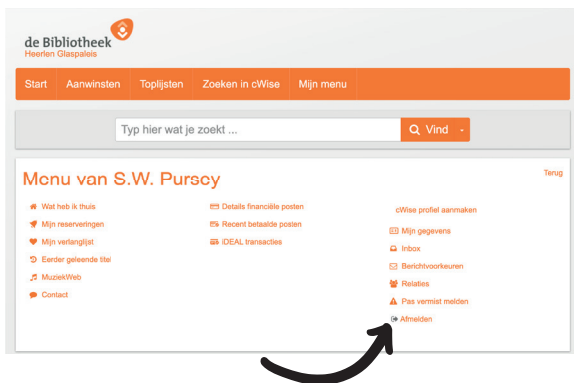 de Bibliotheek
Heerlen Glaspaleis
Start Aanwinsten Toplijsten Zoeken in cWise Mijn menu
Typ hier wat je zoekt ... Vind
Terug
Menu van S.W. Purscy
Wat heb ik thuis
Mijn reserveringen
Mijn verlanglijst
Eerder geleende titel
MuziekWeb
Contact
Details financiële posten
Recent betaalde posten
iDEAL transacties
cWise profiel aanmaken
Mijn gegevens
Inbox
Berichtvoorkeuren
Relaties
Pas vermist melden
Afmelden